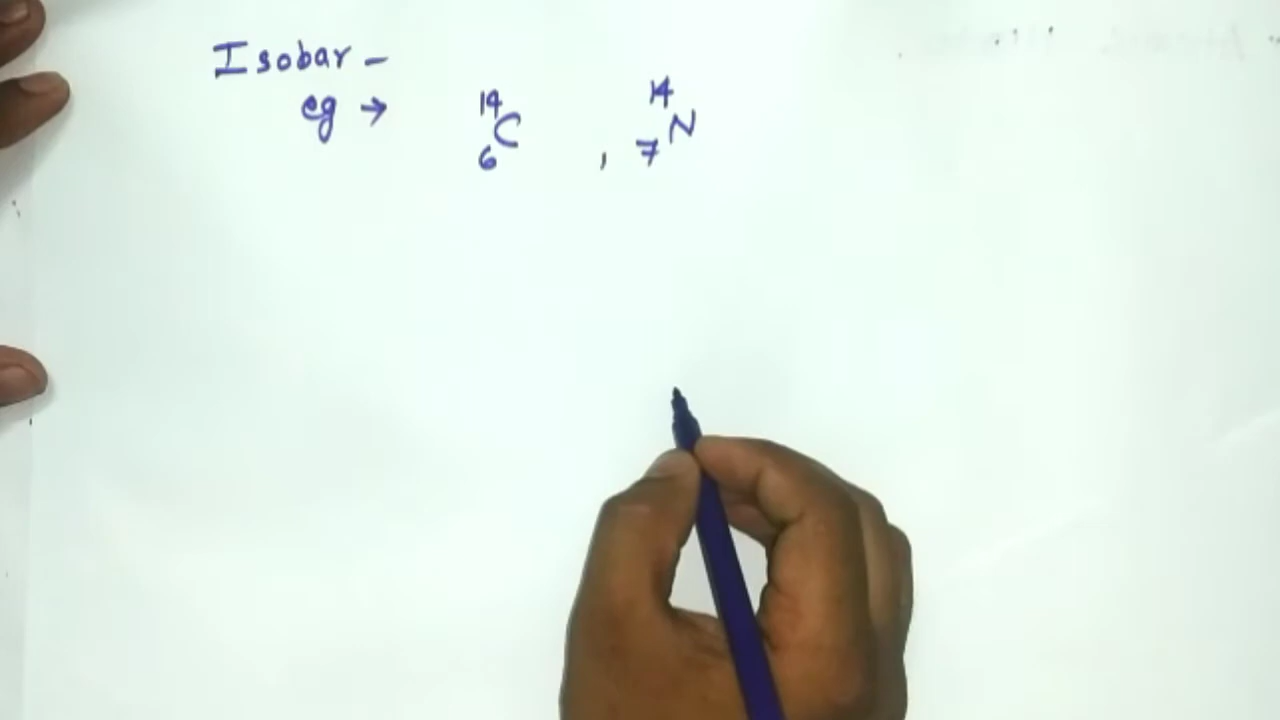 Isobar -
eg → ¹⁴₆C , ¹⁴₇N